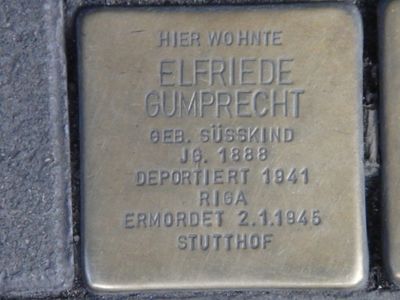 HIER WOHNTE
ELFRIEDE
GUMPRECHT
GEB. SÜSSKIND
JG. 1888
DEPORTIERT 1941
RIGA
ERMORDET 2.1.1945
STUTTHOF